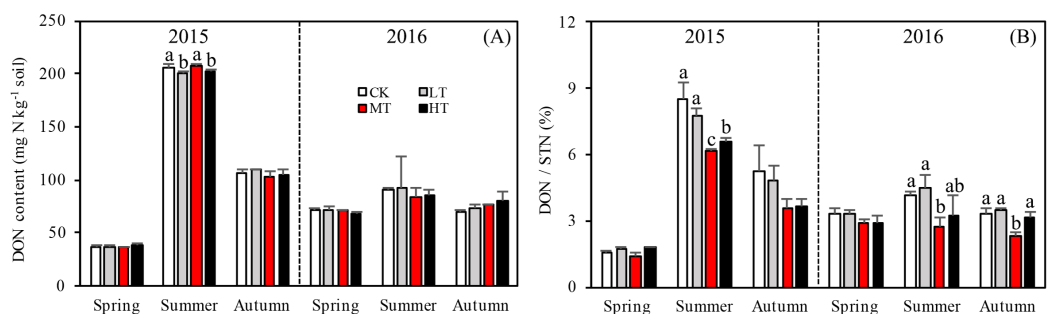 DON content (mg N kg⁻¹ soil)
250
200
150
100
50
0
2015
2016
(A)
a b a b
CK
LT
MT
HT
Spring Summer Autumn Spring Summer Autumn
DON / STN (%)
12
9
6
3
0
2015
2016
(B)
a
a
c
b
a
a
b
ab
a a
b
a
Spring Summer Autumn Spring Summer Autumn